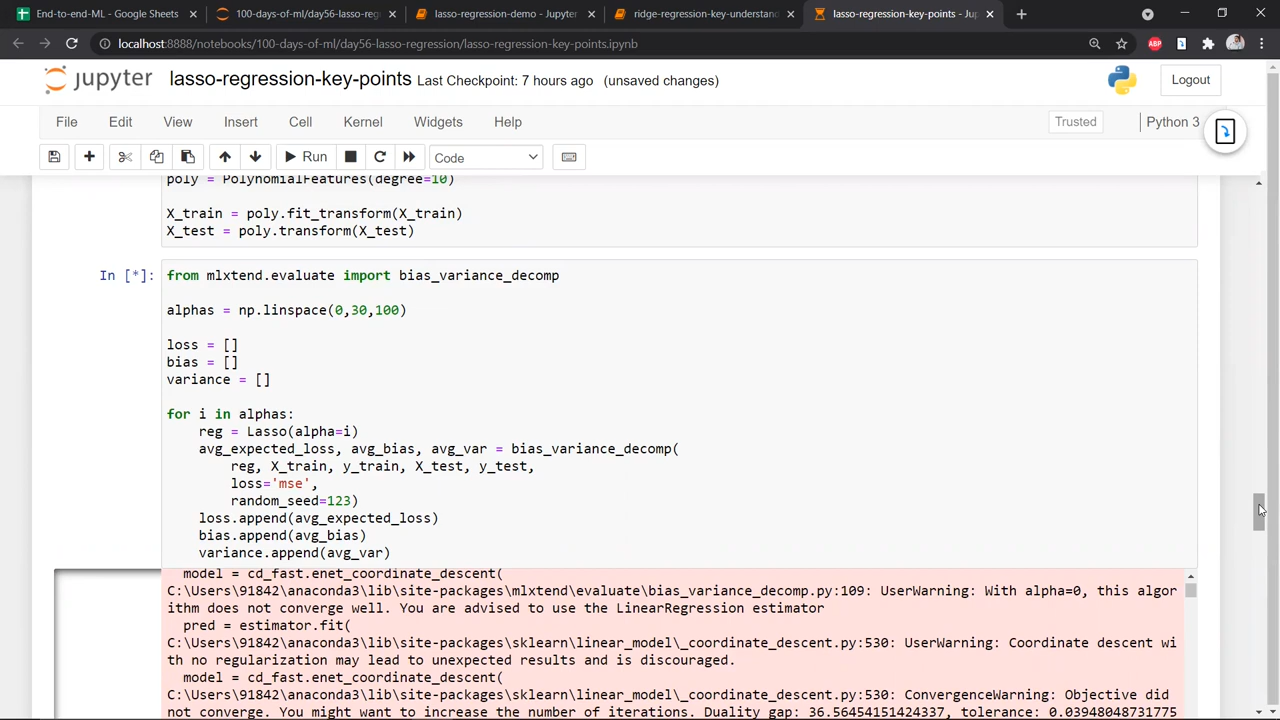 End-to-end-ML - Google Sheets
100-days-of-ml/day56-lasso-reg
lasso-regression-demo - Jupyter
ridge-regression-key-understand
lasso-regression-key-points - Jup
localhost:8888/notebooks/100-days-of-ml/day56-lasso-regression/lasso-regression-key-points.ipynb
ABP
jupyter lasso-regression-key-points Last Checkpoint: 7 hours ago (unsaved changes)
Logout
File Edit View Insert Cell Kernel Widgets Help
Trusted
Python 3
Run
Code
poly = PolynomialFeatures(degree=10)
X_train = poly.fit_transform(X_train)
X_test = poly.transform(X_test)
In [*]:
from mlxtend.evaluate import bias_variance_decomp
alphas = np.linspace(0,30,100)
loss = []
bias = []
variance = []
for i in alphas:
reg = Lasso(alpha=i)
avg_expected_loss, avg_bias, avg_var = bias_variance_decomp(
reg, X_train, y_train, X_test, y_test,
loss='mse',
random_seed=123)
loss.append(avg_expected_loss)
bias.append(avg_bias)
variance.append(avg_var)
model = cd_fast.enet_coordinate_descent(
C:\Users\91842\anaconda3\lib\site-packages\mlxtend\evaluate\bias_variance_decomp.py:109: UserWarning: With alpha=0, this algor
ithm does not converge well. You are advised to use the LinearRegression estimator
pred = estimator.fit(
C:\Users\91842\anaconda3\lib\site-packages\sklearn\linear_model\_coordinate_descent.py:530: UserWarning: Coordinate descent wi
th no regularization may lead to unexpected results and is discouraged.
model = cd_fast.enet_coordinate_descent(
C:\Users\91842\anaconda3\lib\site-packages\sklearn\linear_model\_coordinate_descent.py:530: ConvergenceWarning: Objective did
not converge. You might want to increase the number of iterations. Duality gap: 36.56454151424337, tolerance: 0.03948048731775